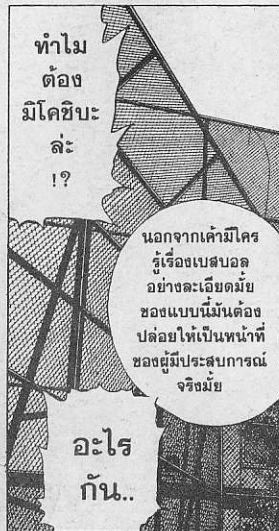 ทำไม
ต้อง
มิโคชิบะ
ล่ะ
!?
นอกจากเค้ามีใคร
รู้เรื่องเบสบอล
อย่างละเอียดมั้ย
ของแบบนี้มันต้อง
ปล่อยให้เป็นหน้าที่
ของผู้มีประสบการณ์
จริงมั้ย
อะไร
กัน..